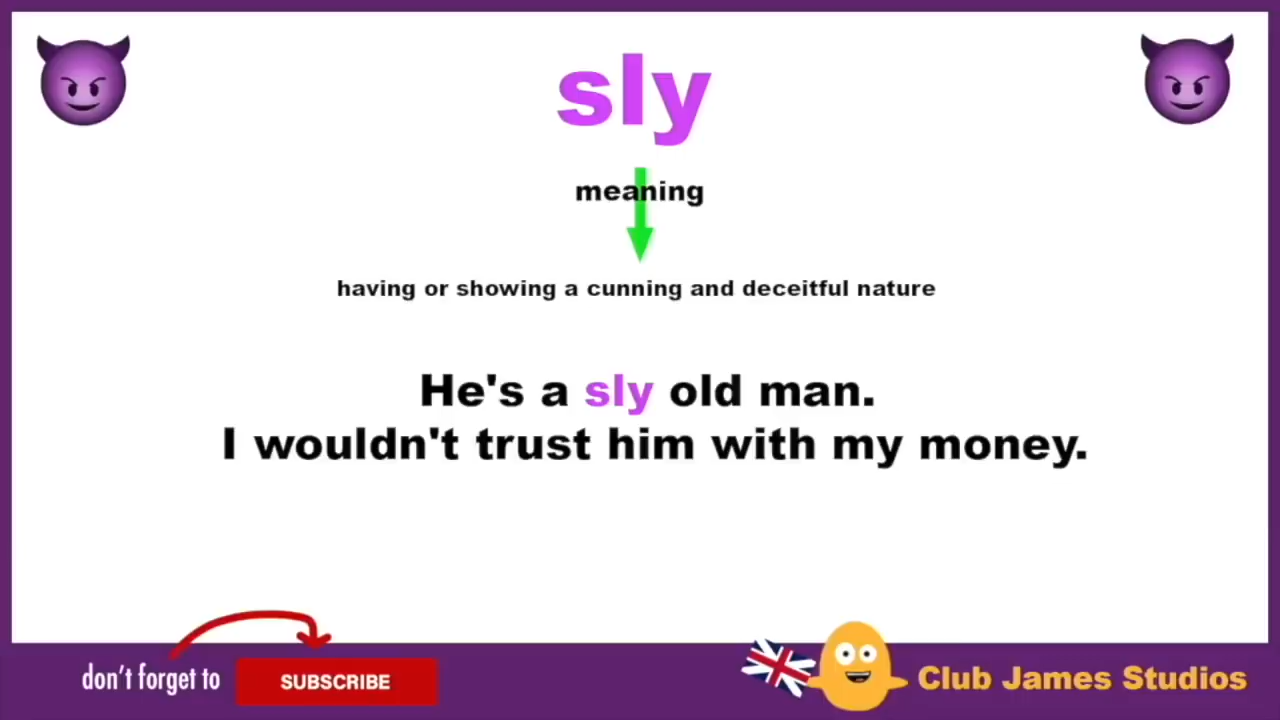 sly
meaning
having or showing a cunning and deceitful nature
He's a sly old man.
I wouldn't trust him with my money.
don't forget to
SUBSCRIBE
Club James Studios